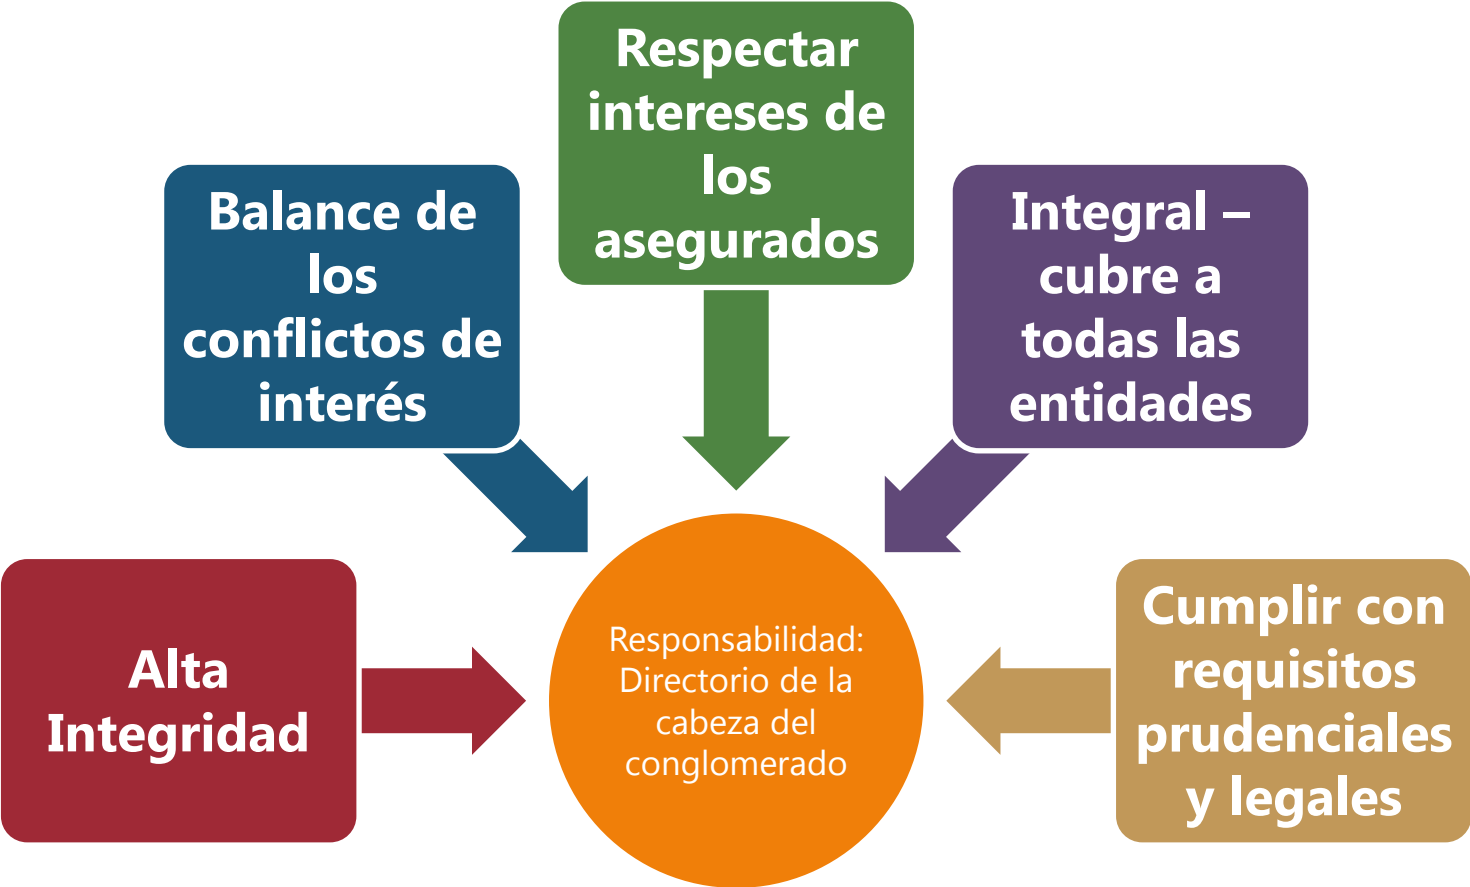 Respectar
intereses de
los
asegurados
Balance de
los
conflictos de
interés
Integral –
cubre a
todas las
entidades
Alta
Integridad
Responsabilidad:
Directorio de la
cabeza del
conglomerado
Cumplir con
requisitos
prudenciales
y legales